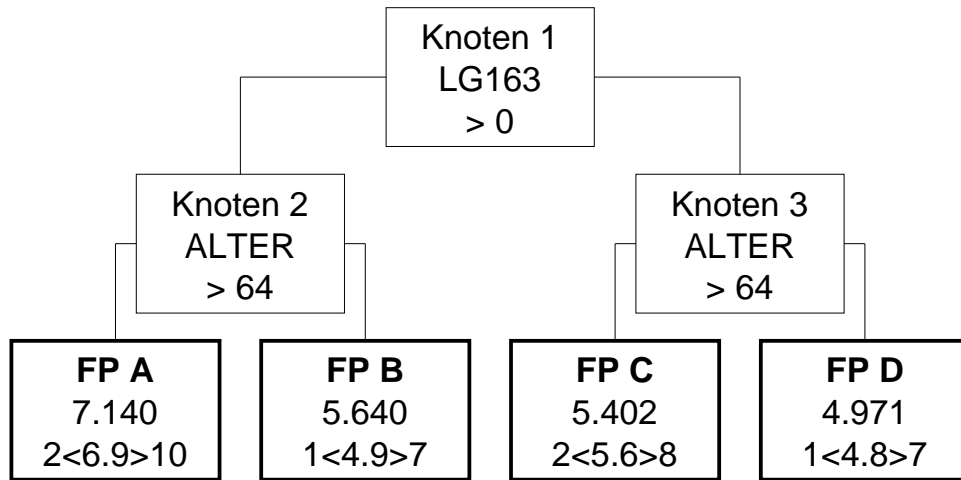 Knoten 1
LG163
> 0
Knoten 2
ALTER
> 64
Knoten 3
ALTER
> 64
FP A
7.140
2<6.9>10
FP B
5.640
1<4.9>7
FP C
5.402
2<5.6>8
FP D
4.971
1<4.8>7